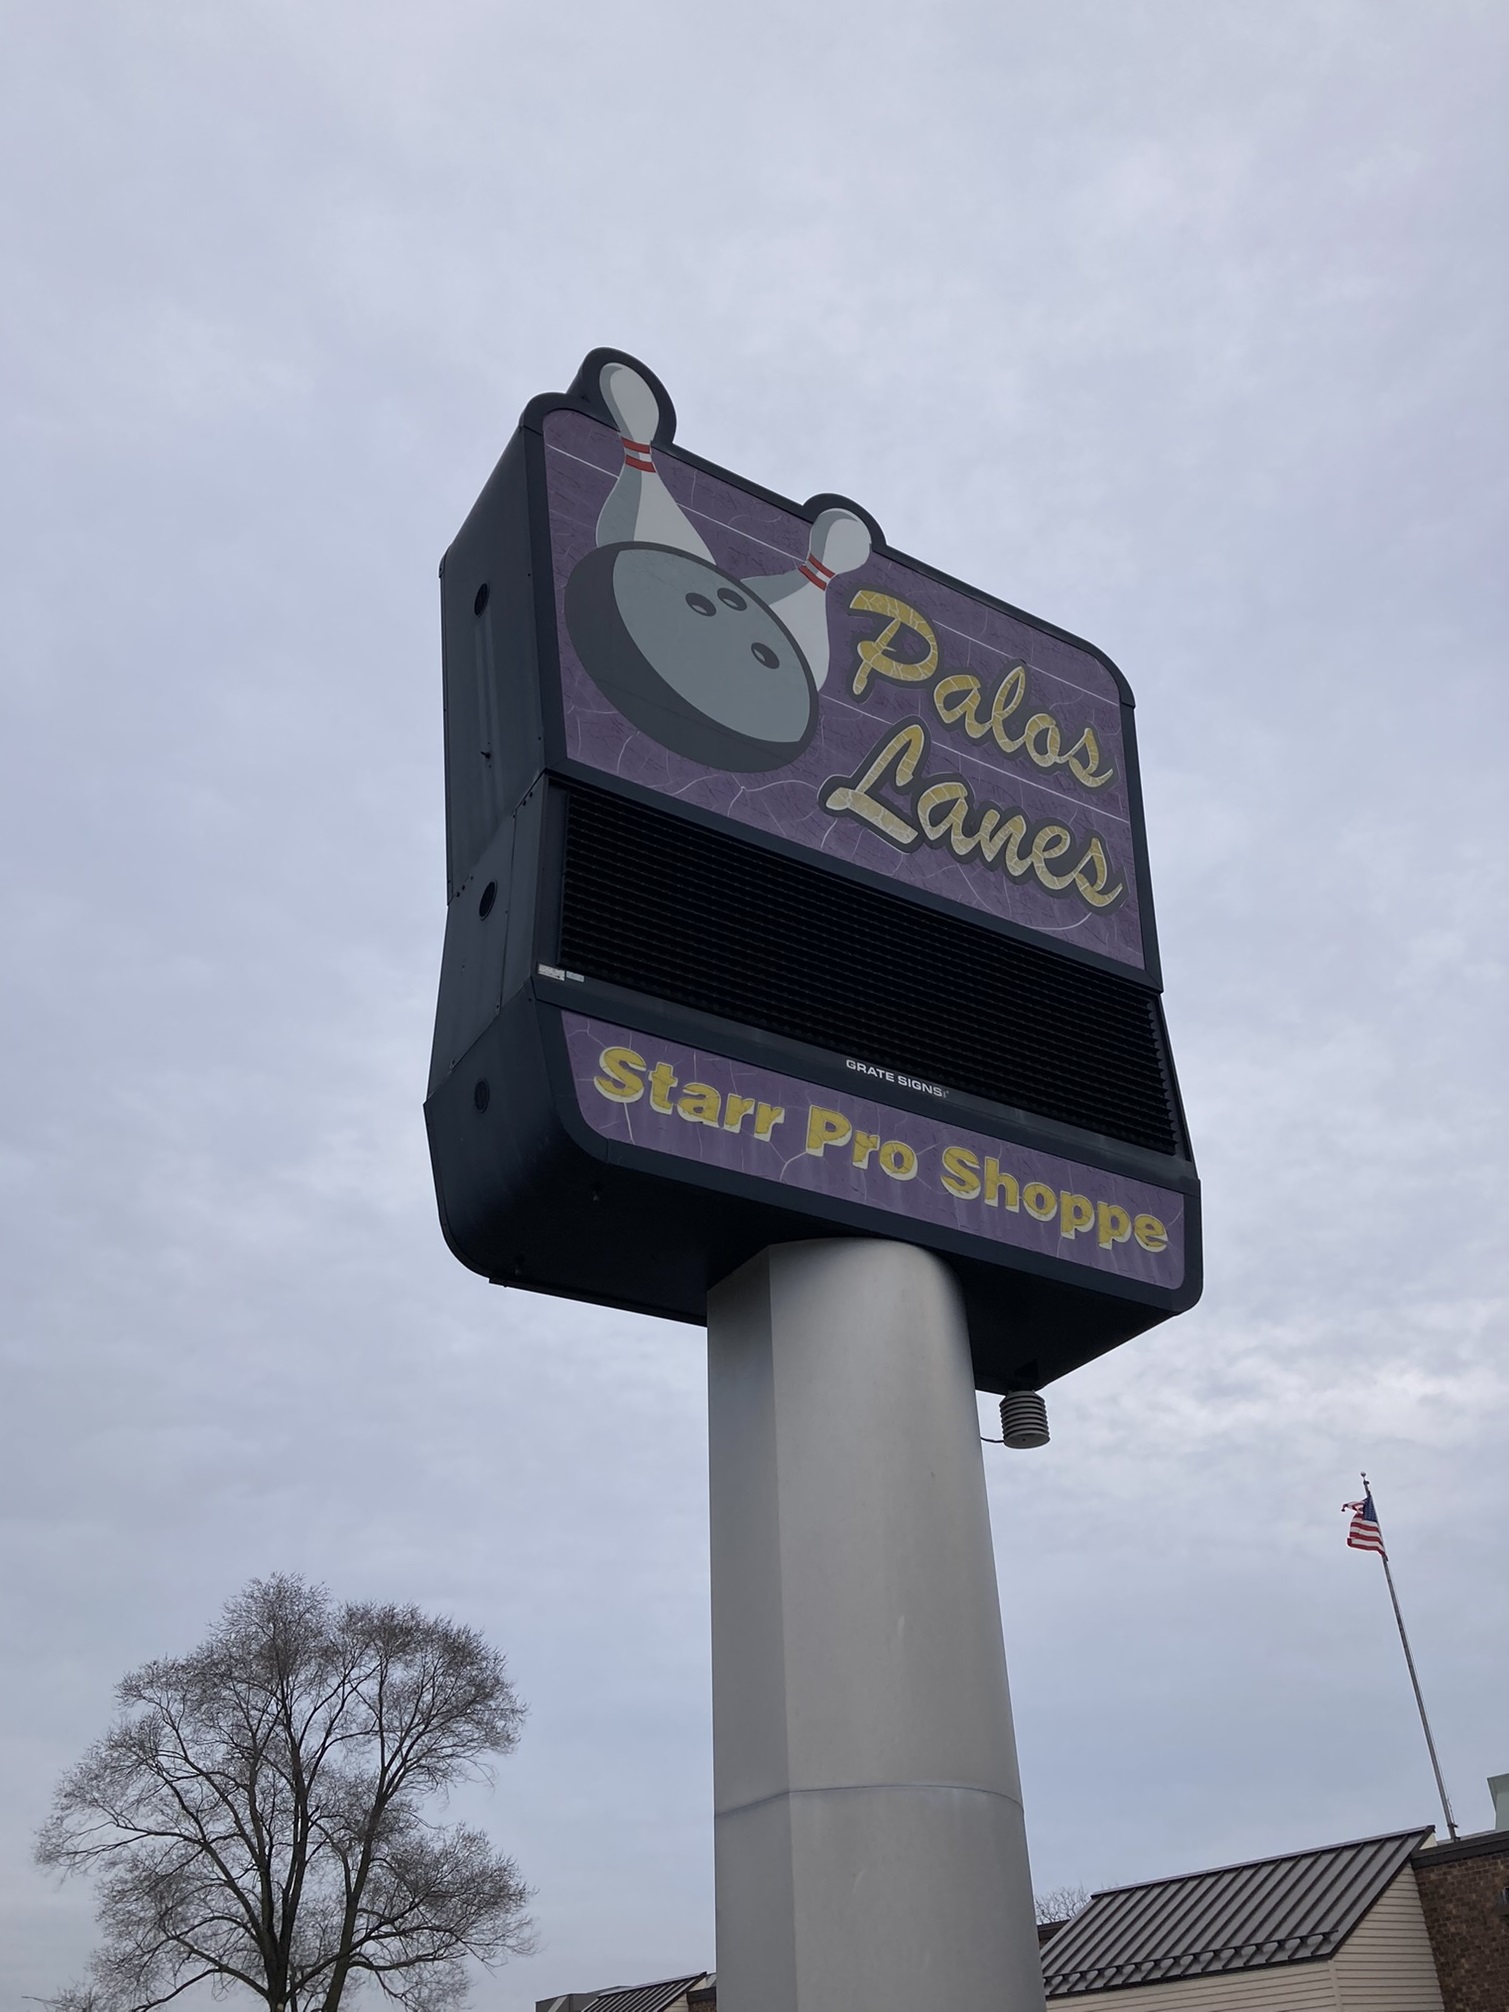 Palos
Lanes
GRATE SIGNS
Starr Pro Shoppe